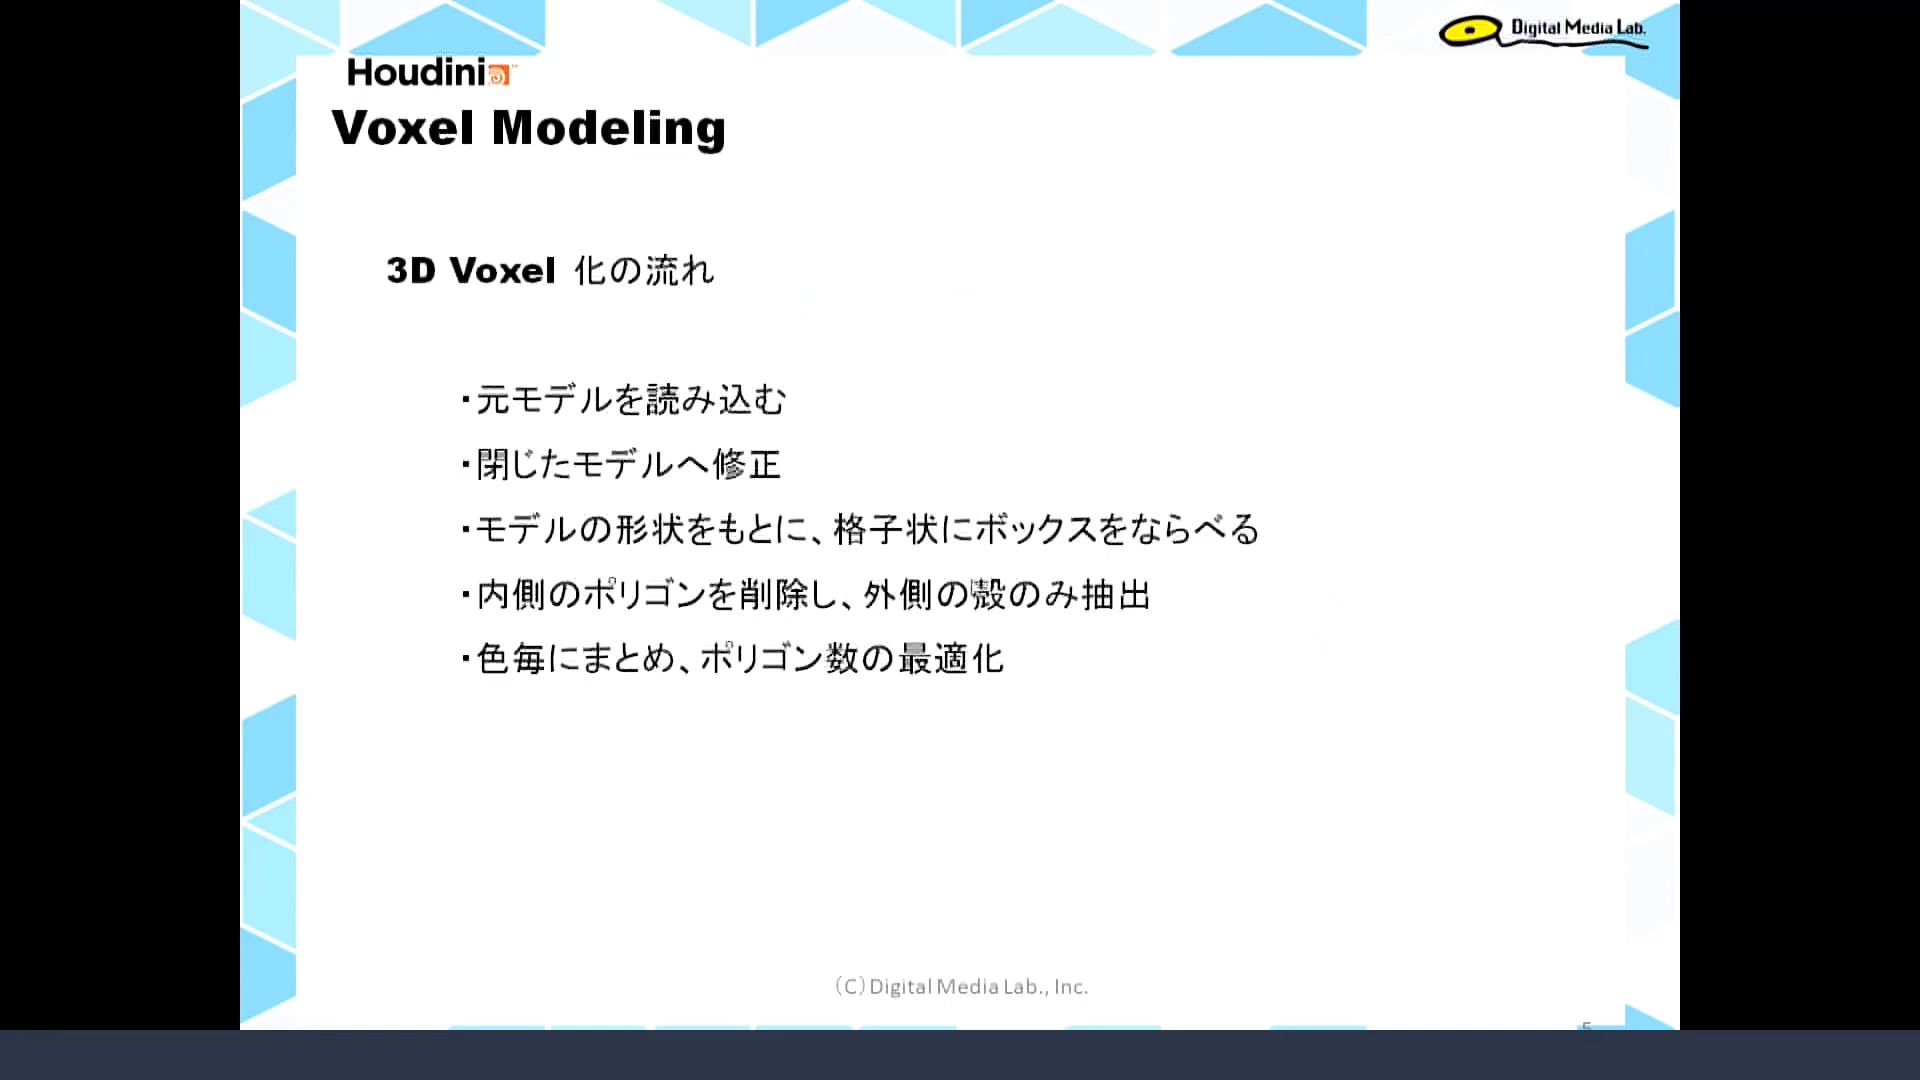 Digital Media Lab.
Houdini
Voxel Modeling
3D Voxel 化の流れ
・元モデルを読み込む
・閉じたモデルへ修正
・モデルの形状をもとに、格子状にボックスをならべる
・内側のポリゴンを削除し、外側の殻のみ抽出
・色毎にまとめ、ポリゴン数の最適化
（C）Digital Media Lab., Inc.